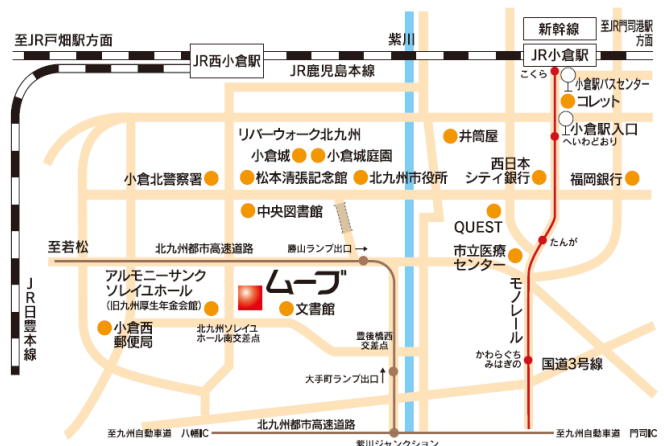 新幹線
至JR戸畑駅方面
紫川
至JR門司港駅
方面
JR西小倉駅
JR小倉駅
JR鹿児島本線
こくら
小倉駅バスセンター
コレット
小倉駅入口
へいわどおり
リバーウォーク北九州
井筒屋
小倉城
小倉城庭園
西日本
シティ銀行
福岡銀行
小倉北警察署
松本清張記念館
北九州市役所
中央図書館
QUEST
至若松
北九州都市高速道路
勝山ランプ出口→
たんが
市立医療
センター
アルモニーサンク
ソレイユホール
(旧九州厚生年金会館)
ムーブ
文書館
モノレール
JR日豊本線
小倉西
郵便局
北九州ソレイユ
ホール南交差点
豊後橋西
交差点
かわらぐち
みはぎの
国道3号線
大手町ランプ出口↑
至九州自動車道 八幡IC
北九州都市高速道路
紫川ジャンクション
至九州自動車道 門司IC